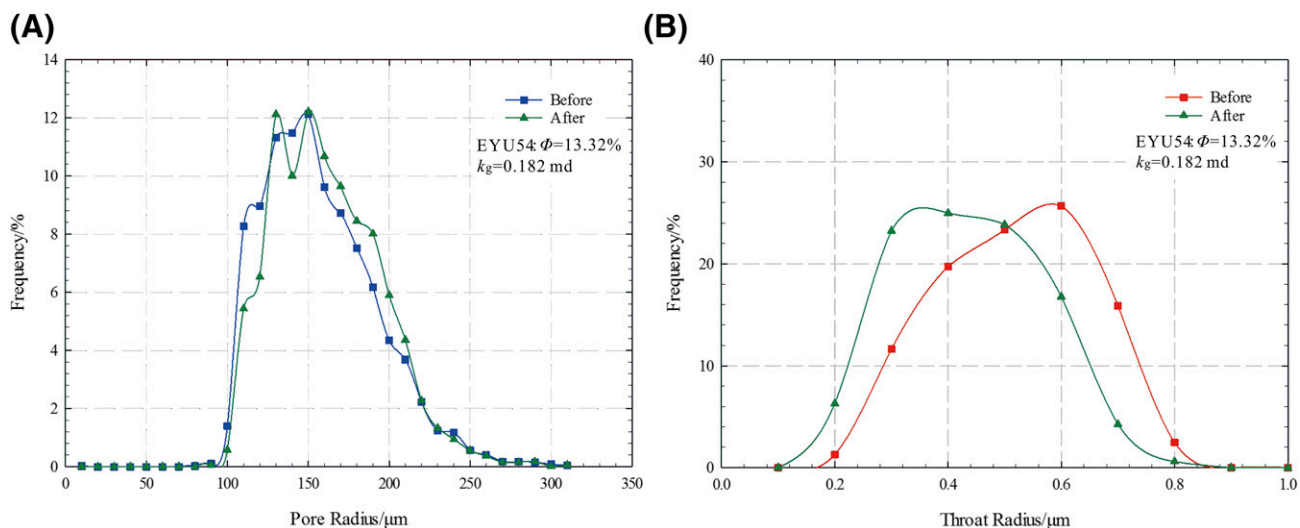 (A)
14
12
10
8
6
4
2
0
Frequency/%
0 50 100 150 200 250 300 350
Pore Radius/μm
Before
After
EYU54: Φ=13.32%
kg=0.182 md
(B)
40
30
20
10
0
Frequency/%
0.0 0.2 0.4 0.6 0.8 1.0
Throat Radius/μm
Before
After
EYU54: Φ=13.32%
kg=0.182 md